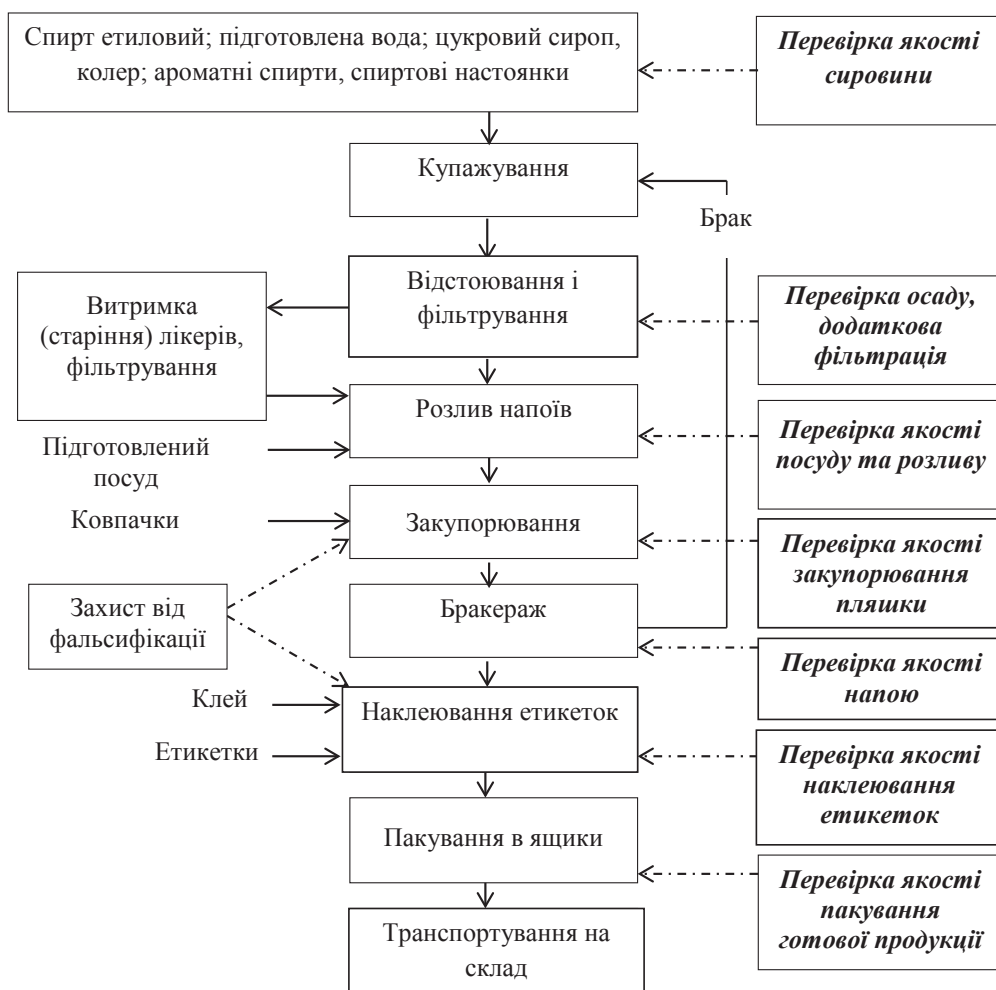 Спирт етиловий; підготовлена вода; цукровий сироп,
колер; ароматні спирти, спиртові настоянки
Перевірка якості
сировини
Купажування
Брак
Відстоювання і
фільтрування
Витримка
(старіння) лікерів,
фільтрування
Перевірка осаду,
додаткова
фільтрація
Розлив напоїв
Перевірка якості
посуду та розливу
Підготовлений
посуд
Ковпачки
Закупорювання
Перевірка якості
закупорювання
пляшки
Захист від
фальсифікації
Бракераж
Перевірка якості
напою
Клей
Наклеювання етикеток
Етикетки
Перевірка якості
наклеювання
етикеток
Пакування в ящики
Перевірка якості
пакування
готової продукції
Транспортування на
склад